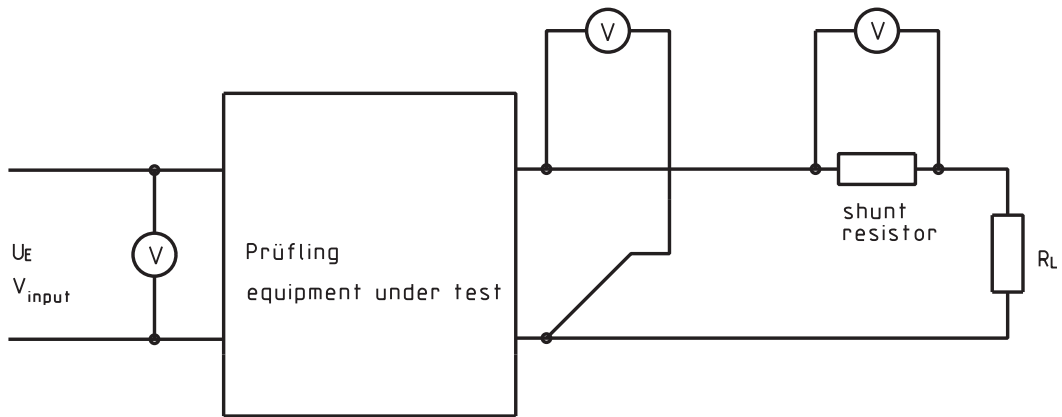 V
V
UE
Vinput
V
Prüfling
equipment under test
shunt
resistor
RL